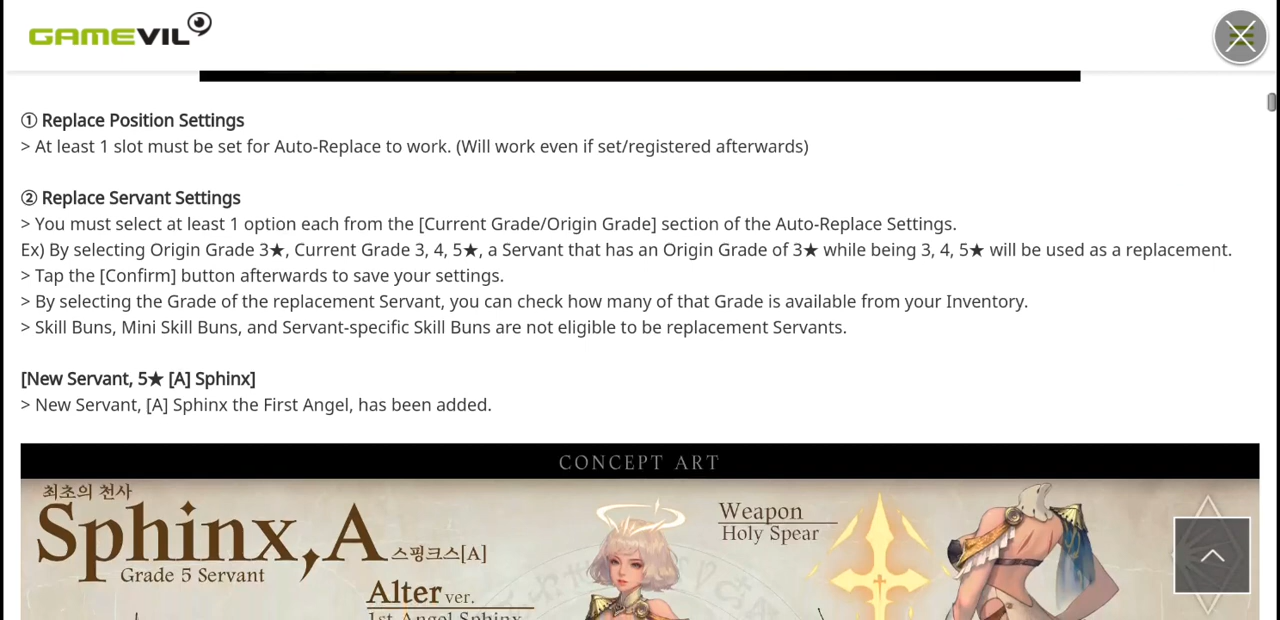 GAMEVIL
① Replace Position Settings
> At least 1 slot must be set for Auto-Replace to work. (Will work even if set/registered afterwards)
② Replace Servant Settings
> You must select at least 1 option each from the [Current Grade/Origin Grade] section of the Auto-Replace Settings.
Ex) By selecting Origin Grade 3★, Current Grade 3, 4, 5★, a Servant that has an Origin Grade of 3★ while being 3, 4, 5★ will be used as a replacement.
> Tap the [Confirm] button afterwards to save your settings.
> By selecting the Grade of the replacement Servant, you can check how many of that Grade is available from your Inventory.
> Skill Buns, Mini Skill Buns, and Servant-specific Skill Buns are not eligible to be replacement Servants.
[New Servant, 5★ [A] Sphinx]
> New Servant, [A] Sphinx the First Angel, has been added.
CONCEPT ART
최초의 천사
Sphinx,A 스핑크스[A]
Grade 5 Servant
Alter ver.
1st Angel Sphinx
Weapon
Holy Spear